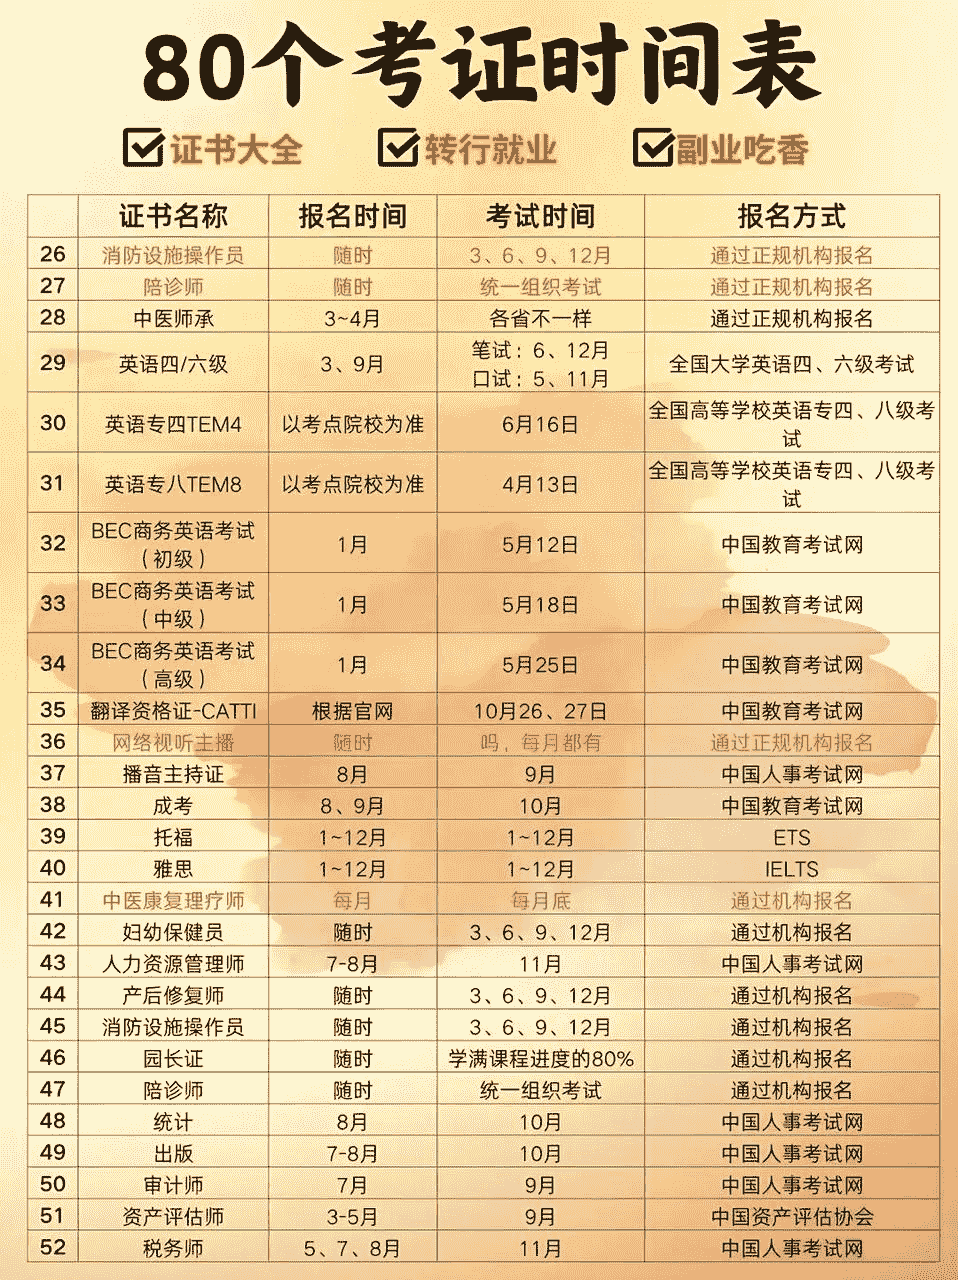 80个考证时间表
证书大全 转行就业 副业吃香
证书名称 报名时间 考试时间 报名方式
26 消防设施操作员 随时 3、6、9、12月 通过正规机构报名
27 陪诊师 随时 统一组织考试 通过正规机构报名
28 中医师承 3~4月 各省不一样 通过正规机构报名
29 英语四/六级 3、9月 笔试：6、12月 全国大学英语四、六级考试
口试：5、11月
30 英语专四TEM4 以考点院校为准 6月16日 全国高等学校英语专四、八级考
试
31 英语专八TEM8 以考点院校为准 4月13日 全国高等学校英语专四、八级考
试
32 BEC商务英语考试 1月 5月12日 中国教育考试网
（初级）
33 BEC商务英语考试 1月 5月18日 中国教育考试网
（中级）
34 BEC商务英语考试 1月 5月25日 中国教育考试网
（高级）
35 翻译资格证-CATTI 根据官网 10月26、27日 中国教育考试网
36 网络视听主播 随时 吗，每月都有 通过正规机构报名
37 播音主持证 8月 9月 中国人事考试网
38 成考 8、9月 10月 中国教育考试网
39 托福 1~12月 1~12月 ETS
40 雅思 1~12月 1~12月 IELTS
41 中医康复理疗师 每月 每月底 通过机构报名
42 妇幼保健员 随时 3、6、9、12月 通过机构报名
43 人力资源管理师 7-8月 11月 中国人事考试网
44 产后修复师 随时 3、6、9、12月 通过机构报名
45 消防设施操作员 随时 3、6、9、12月 通过机构报名
46 园长证 随时 学满课程进度的80% 通过机构报名
47 陪诊师 随时 统一组织考试 通过机构报名
48 统计 8月 10月 中国人事考试网
49 出版 7-8月 10月 中国人事考试网
50 审计师 7月 9月 中国人事考试网
51 资产评估师 3-5月 9月 中国资产评估协会
52 税务师 5、7、8月 11月 中国人事考试网